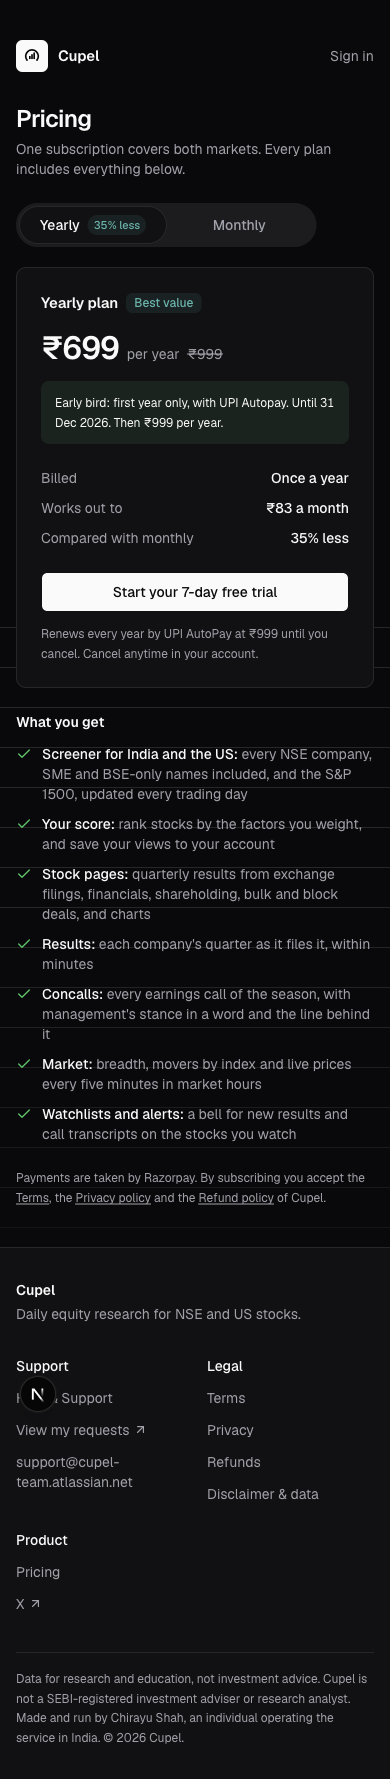 Cupel
Sign in
Pricing
One subscription covers both markets. Every plan
includes everything below.
Yearly 35% less Monthly
Yearly plan Best value
₹699 per year ₹999
Early bird: first year only, with UPI Autopay. Until 31
Dec 2026. Then ₹999 per year.
Billed Once a year
Works out to ₹83 a month
Compared with monthly 35% less
Start your 7-day free trial
Renews every year by UPI AutoPay at ₹999 until you
cancel. Cancel anytime in your account.
What you get
Screener for India and the US: every NSE company,
SME and BSE-only names included, and the S&P
1500, updated every trading day
Your score: rank stocks by the factors you weight,
and save your views to your account
Stock pages: quarterly results from exchange
filings, financials, shareholding, bulk and block
deals, and charts
Results: each company's quarter as it files it, within
minutes
Concalls: every earnings call of the season, with
management's stance in a word and the line behind
it
Market: breadth, movers by index and live prices
every five minutes in market hours
Watchlists and alerts: a bell for new results and
call transcripts on the stocks you watch
Payments are taken by Razorpay. By subscribing you accept the
Terms, the Privacy policy and the Refund policy of Cupel.
Cupel
Daily equity research for NSE and US stocks.
Support
N Support
View my requests ↗
support@cupel-
team.atlassian.net
Legal
Terms
Privacy
Refunds
Disclaimer & data
Product
Pricing
X ↗
Data for research and education, not investment advice. Cupel is
not a SEBI-registered investment adviser or research analyst.
Made and run by Chirayu Shah, an individual operating the
service in India. © 2026 Cupel.